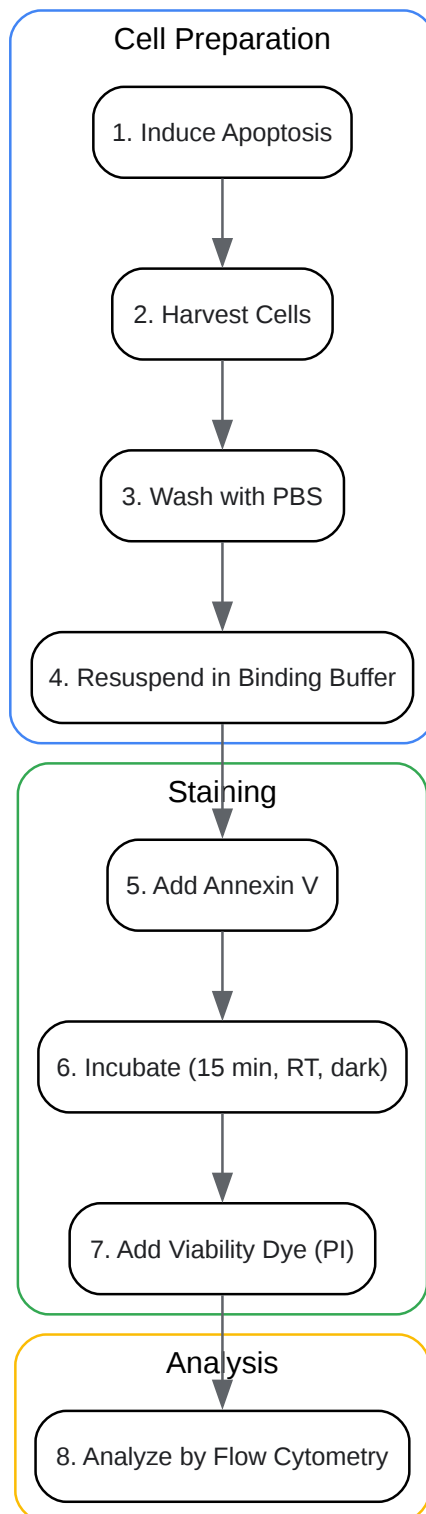 Cell Preparation
1. Induce Apoptosis
2. Harvest Cells
3. Wash with PBS
4. Resuspend in Binding Buffer
Staining
5. Add Annexin V
6. Incubate (15 min, RT, dark)
7. Add Viability Dye (PI)
Analysis
8. Analyze by Flow Cytometry